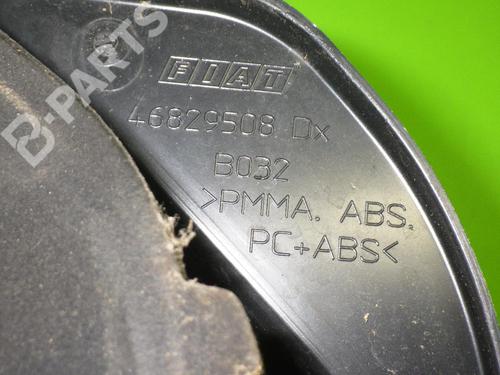 FIAT
46829508 Dx
B032
>PMMA. ABS.
PC+ABS<
B-PARTS